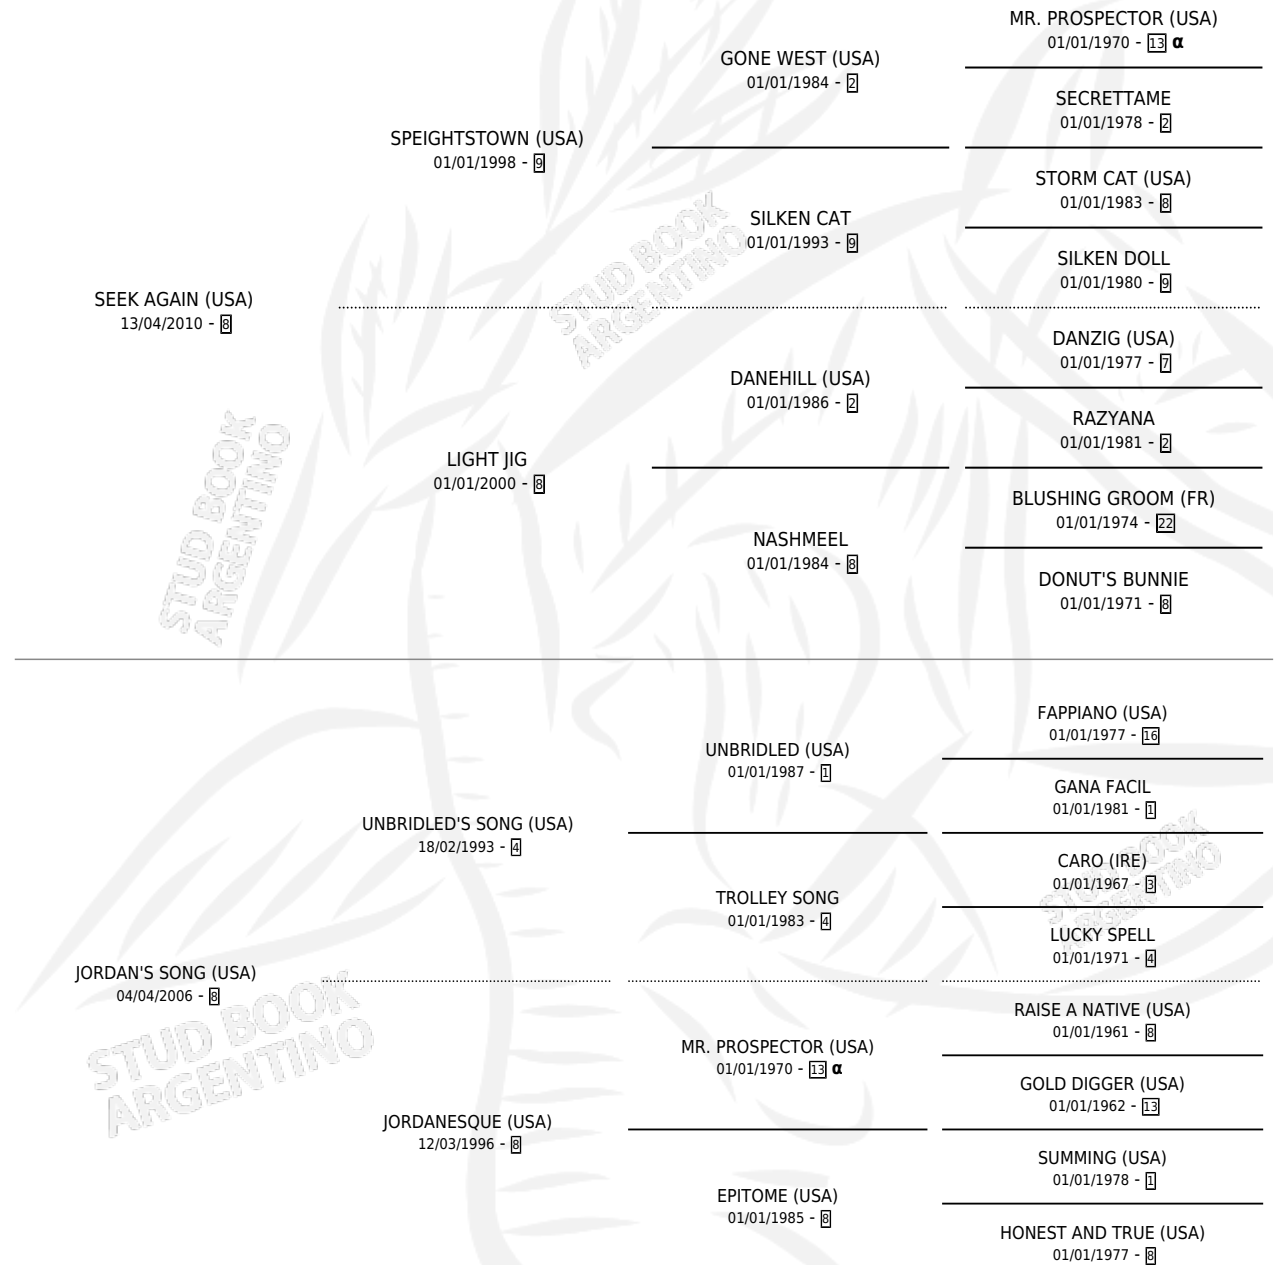 MR. PROSPECTOR (USA)
01/01/1970 - 13 α
GONE WEST (USA)
01/01/1984 - 2
SECRETTAME
01/01/1978 - 2
SPEIGHTSTOWN (USA)
01/01/1998 - 9
STORM CAT (USA)
01/01/1983 - 8
SILKEN CAT
01/01/1993 - 9
SILKEN DOLL
01/01/1980 - 9
SEEK AGAIN (USA)
13/04/2010 - 8
DANZIG (USA)
01/01/1977 - 7
DANEHILL (USA)
01/01/1986 - 2
RAZYANA
01/01/1981 - 2
LIGHT JIG
01/01/2000 - 8
BLUSHING GROOM (FR)
01/01/1974 - 22
NASHMEEL
01/01/1984 - 8
DONUT'S BUNNIE
01/01/1971 - 8
FAPPIANO (USA)
01/01/1977 - 16
UNBRIDLED (USA)
01/01/1987 - 1
GANA FACIL
01/01/1981 - 1
UNBRIDLED'S SONG (USA)
18/02/1993 - 4
CARO (IRE)
01/01/1967 - 3
TROLLEY SONG
01/01/1983 - 4
LUCKY SPELL
01/01/1971 - 4
JORDAN'S SONG (USA)
04/04/2006 - 8
RAISE A NATIVE (USA)
01/01/1961 - 8
MR. PROSPECTOR (USA)
01/01/1970 - 13 α
GOLD DIGGER (USA)
01/01/1962 - 13
JORDANESQUE (USA)
12/03/1996 - 8
SUMMING (USA)
01/01/1978 - 1
EPITOME (USA)
01/01/1985 - 8
HONEST AND TRUE (USA)
01/01/1977 - 8
STUD BOOK
ARGENTINO
STUD BOOK
ARGENTINO
STUD BOOK
ARGENTINO
STUD BOOK
ARGENTINO